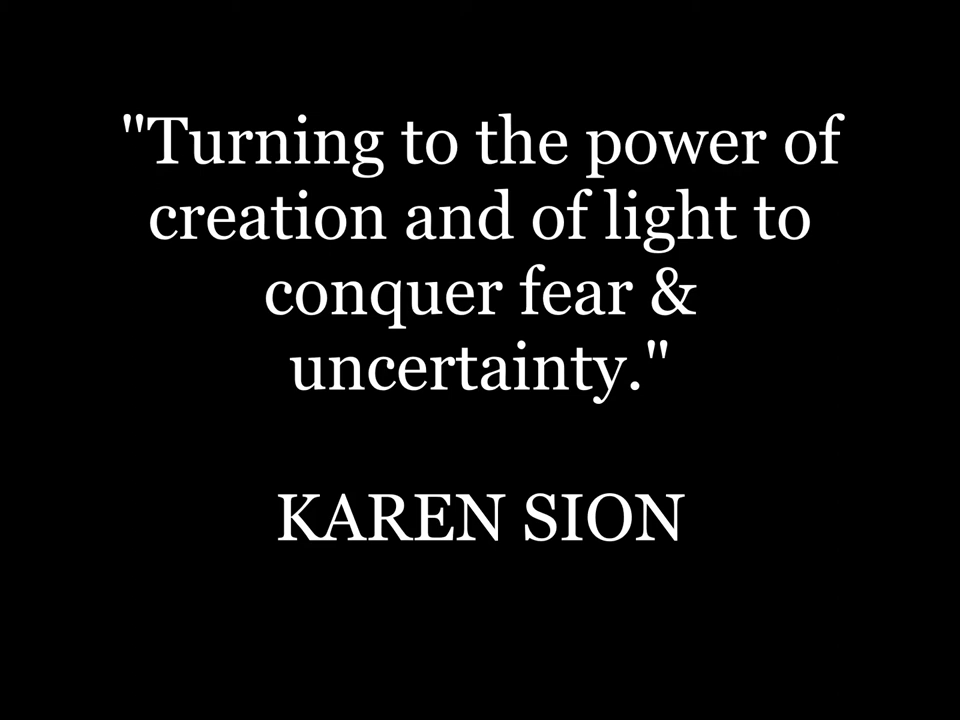 "Turning to the power of
creation and of light to
conquer fear &
uncertainty."
KAREN SION